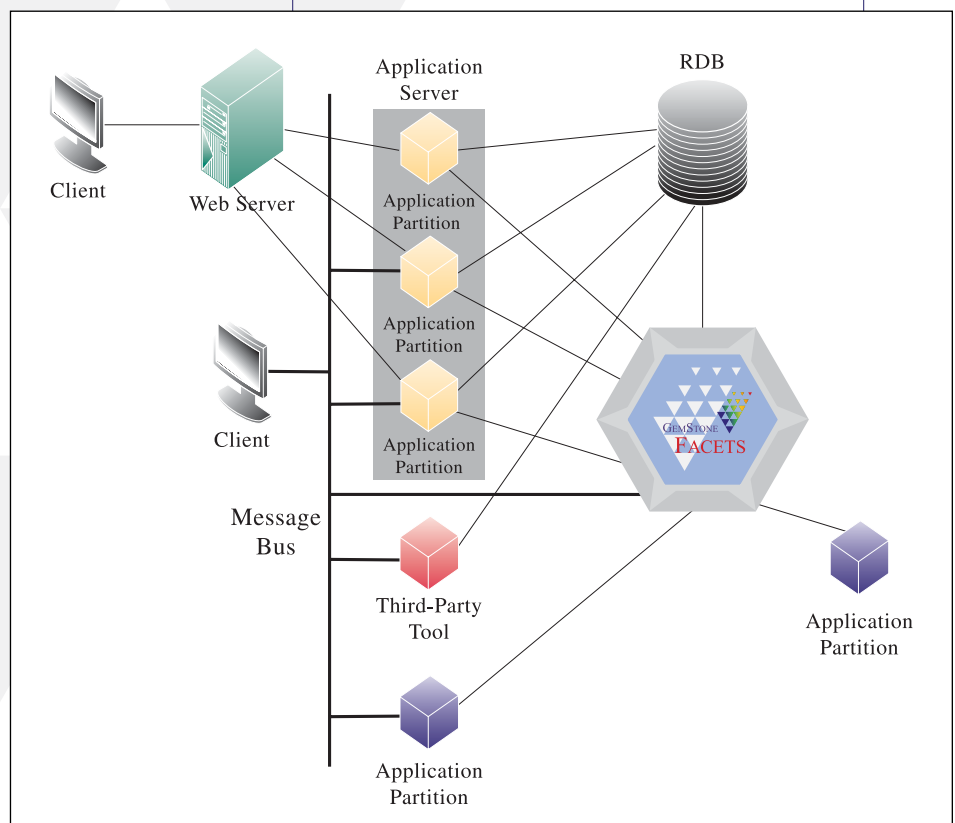 Application
Server
RDB
Client
Web Server
Application
Partition
Application
Partition
Client
Application
Partition
GEMSTONE
FACETS
Message
Bus
Third-Party
Tool
Application
Partition
Application
Partition